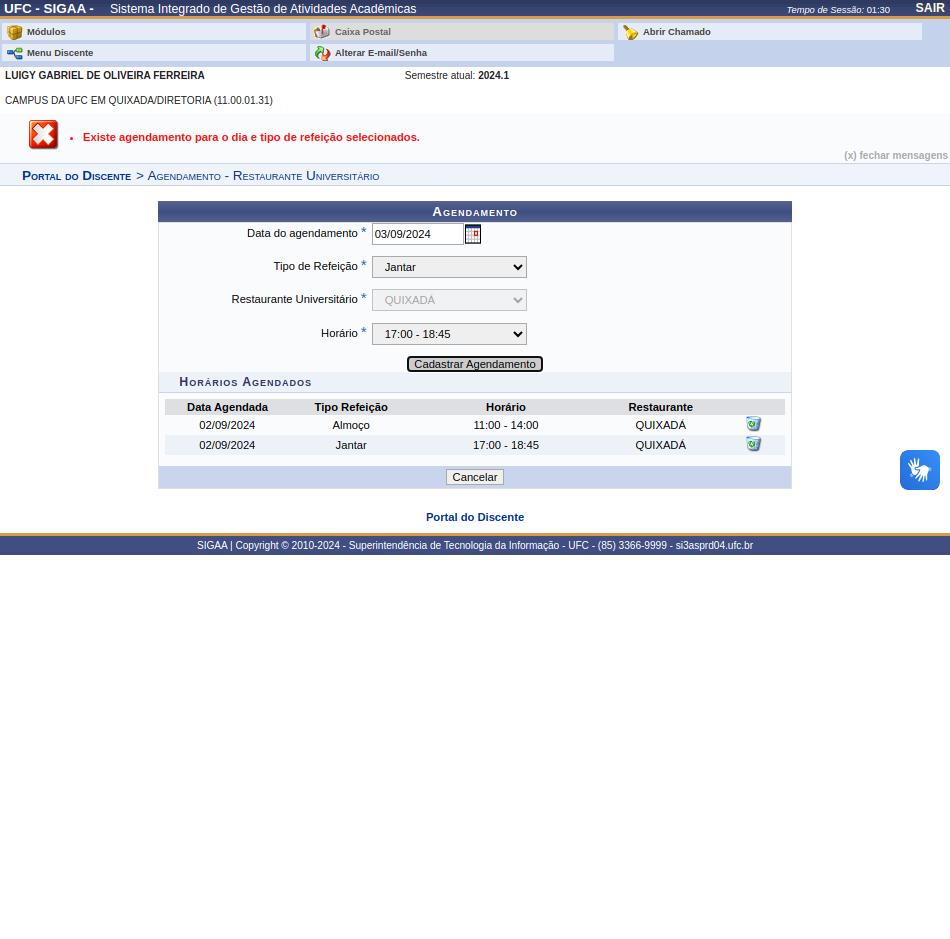 UFC - SIGAA - Sistema Integrado de Gestão de Atividades Acadêmicas Tempo de Sessão: 01:30 SAIR
Módulos Caixa Postal Abrir Chamado
Menu Discente Alterar E-mail/Senha
LUIGY GABRIEL DE OLIVEIRA FERREIRA Semestre atual: 2024.1
CAMPUS DA UFC EM QUIXADA/DIRETORIA (11.00.01.31)
Existe agendamento para o dia e tipo de refeição selecionados.
(x) fechar mensagens
Portal do Discente > Agendamento - Restaurante Universitário
Agendamento
Data do agendamento * 03/09/2024
Tipo de Refeição * Jantar
Restaurante Universitário * QUIXADÁ
Horário * 17:00 - 18:45
Cadastrar Agendamento
Horários Agendados
Data Agendada Tipo Refeição Horário Restaurante
02/09/2024 Almoço 11:00 - 14:00 QUIXADÁ
02/09/2024 Jantar 17:00 - 18:45 QUIXADÁ
Cancelar
Portal do Discente
SIGAA | Copyright © 2010-2024 - Superintendência de Tecnologia da Informação - UFC - (85) 3366-9999 - si3asprd04.ufc.br